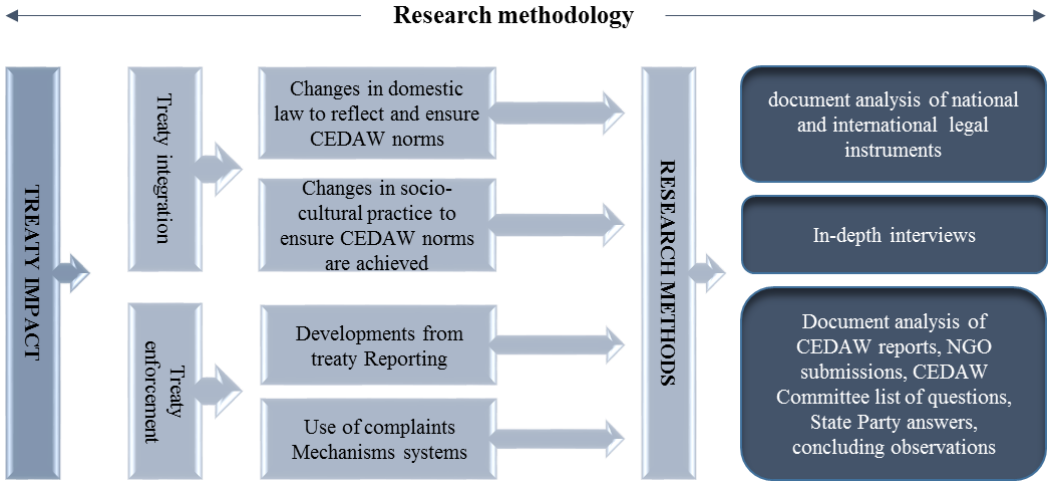 Research methodology
TREATY IMPACT
Treaty integration
Changes in domestic
law to reflect and ensure
CEDAW norms
Changes in socio-
cultural practice to
ensure CEDAW norms
are achieved
Treaty
enforcement
Developments from
treaty Reporting
Use of complaints
Mechanisms systems
RESEARCH METHODS
document analysis of national
and international legal
instruments
In-depth interviews
Document analysis of
CEDAW reports, NGO
submissions, CEDAW
Committee list of questions,
State Party answers,
concluding observations